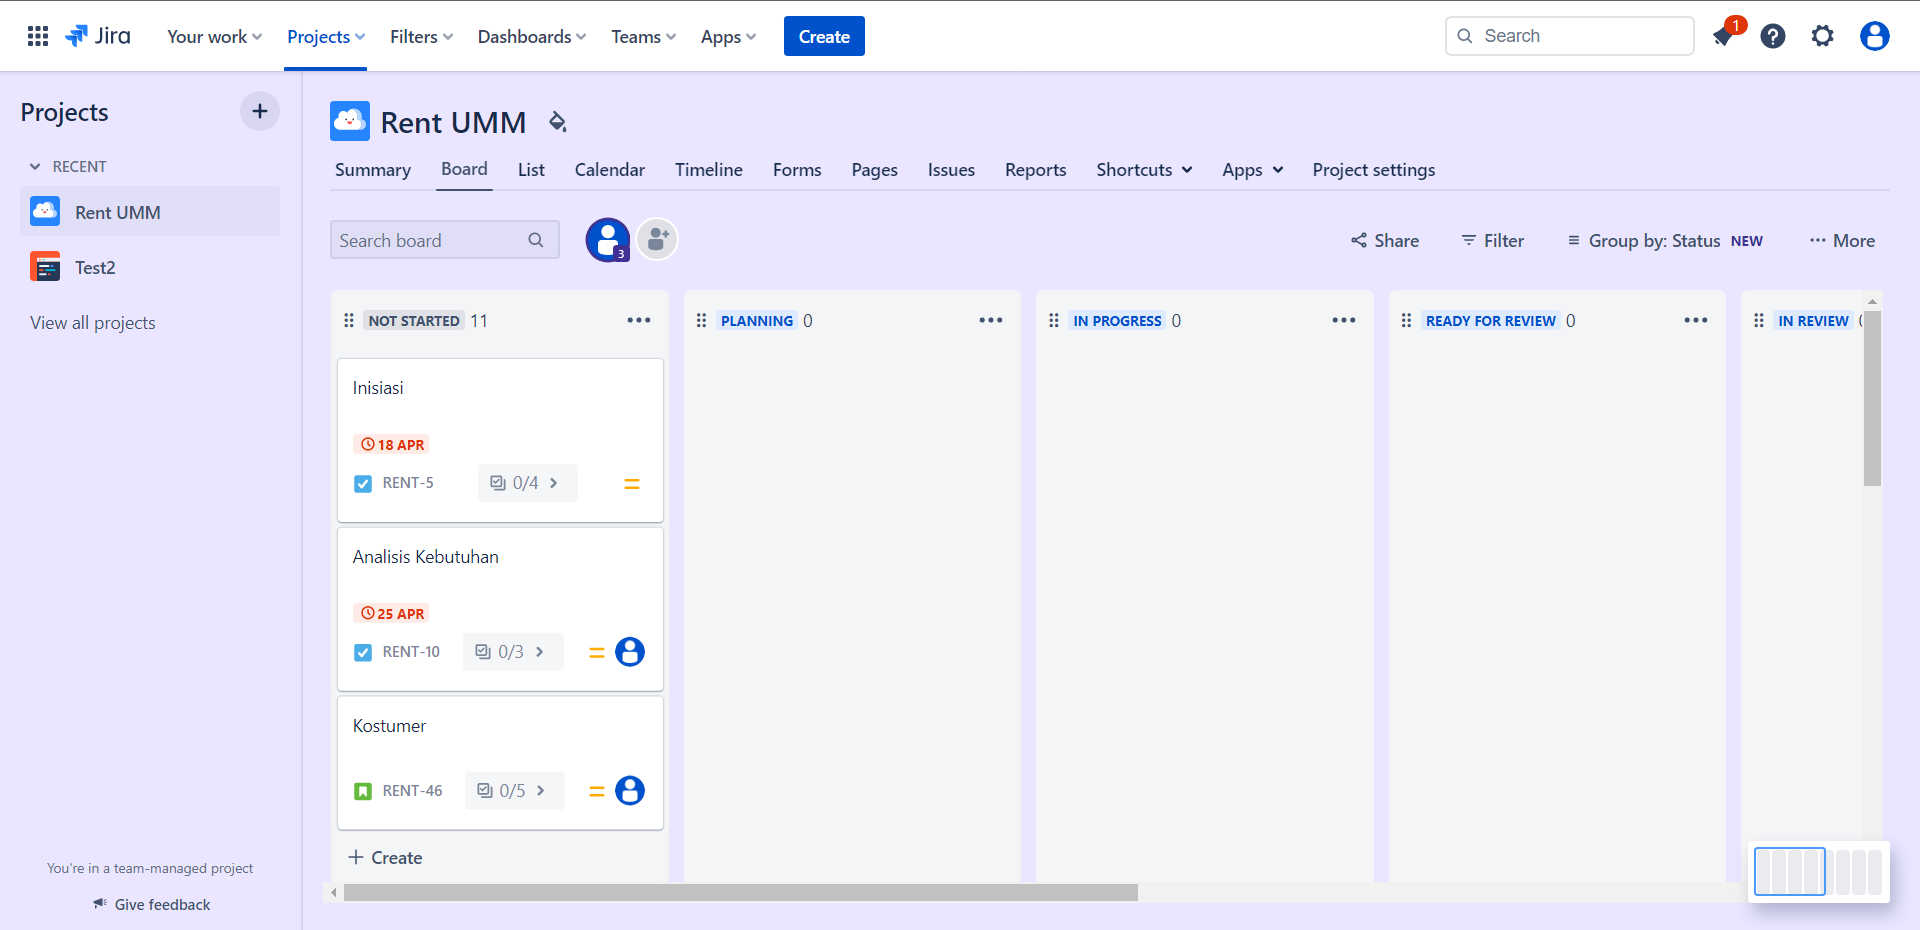 Jira Your work Projects Filters Dashboards Teams Apps Create Search 1
Projects
RECENT
Rent UMM
Test2
View all projects
You're in a team-managed project
Give feedback
Rent UMM
Summary Board List Calendar Timeline Forms Pages Issues Reports Shortcuts Apps Project settings
Search board 3 Share Filter Group by: Status NEW More
NOT STARTED 11
Inisiasi
18 APR
RENT-5 0/4
Analisis Kebutuhan
25 APR
RENT-10 0/3
Kostumer
RENT-46 0/5
Create
PLANNING 0
IN PROGRESS 0
READY FOR REVIEW 0
IN REVIEW